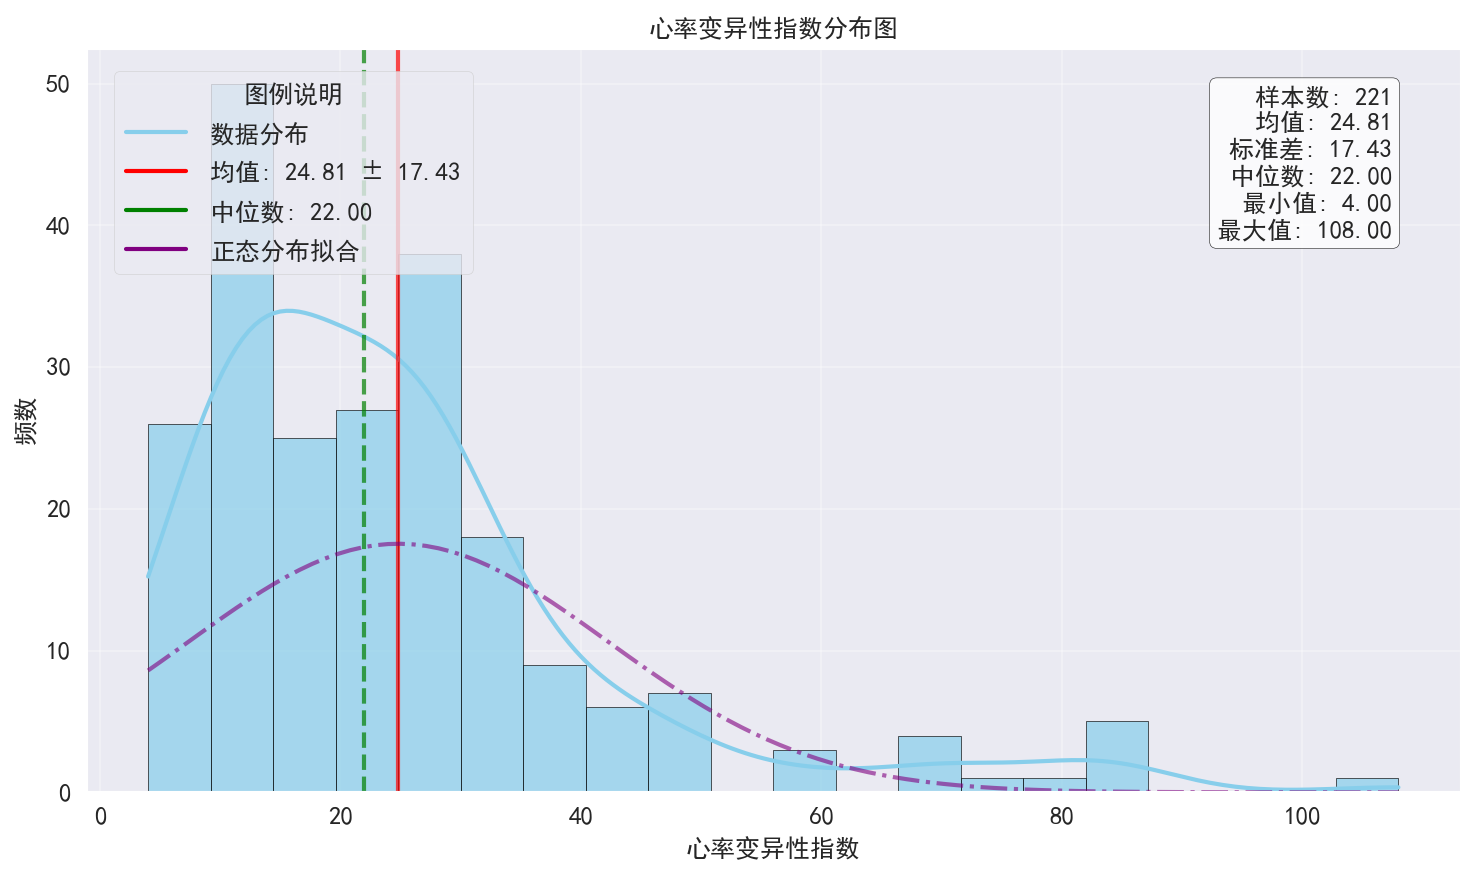 心率变异性指数分布图
图例说明
数据分布
均值: 24.81 ± 17.43
中位数: 22.00
正态分布拟合
样本数: 221
均值: 24.81
标准差: 17.43
中位数: 22.00
最小值: 4.00
最大值: 108.00
频数
50
40
30
20
10
0
0 20 40 60 80 100
心率变异性指数